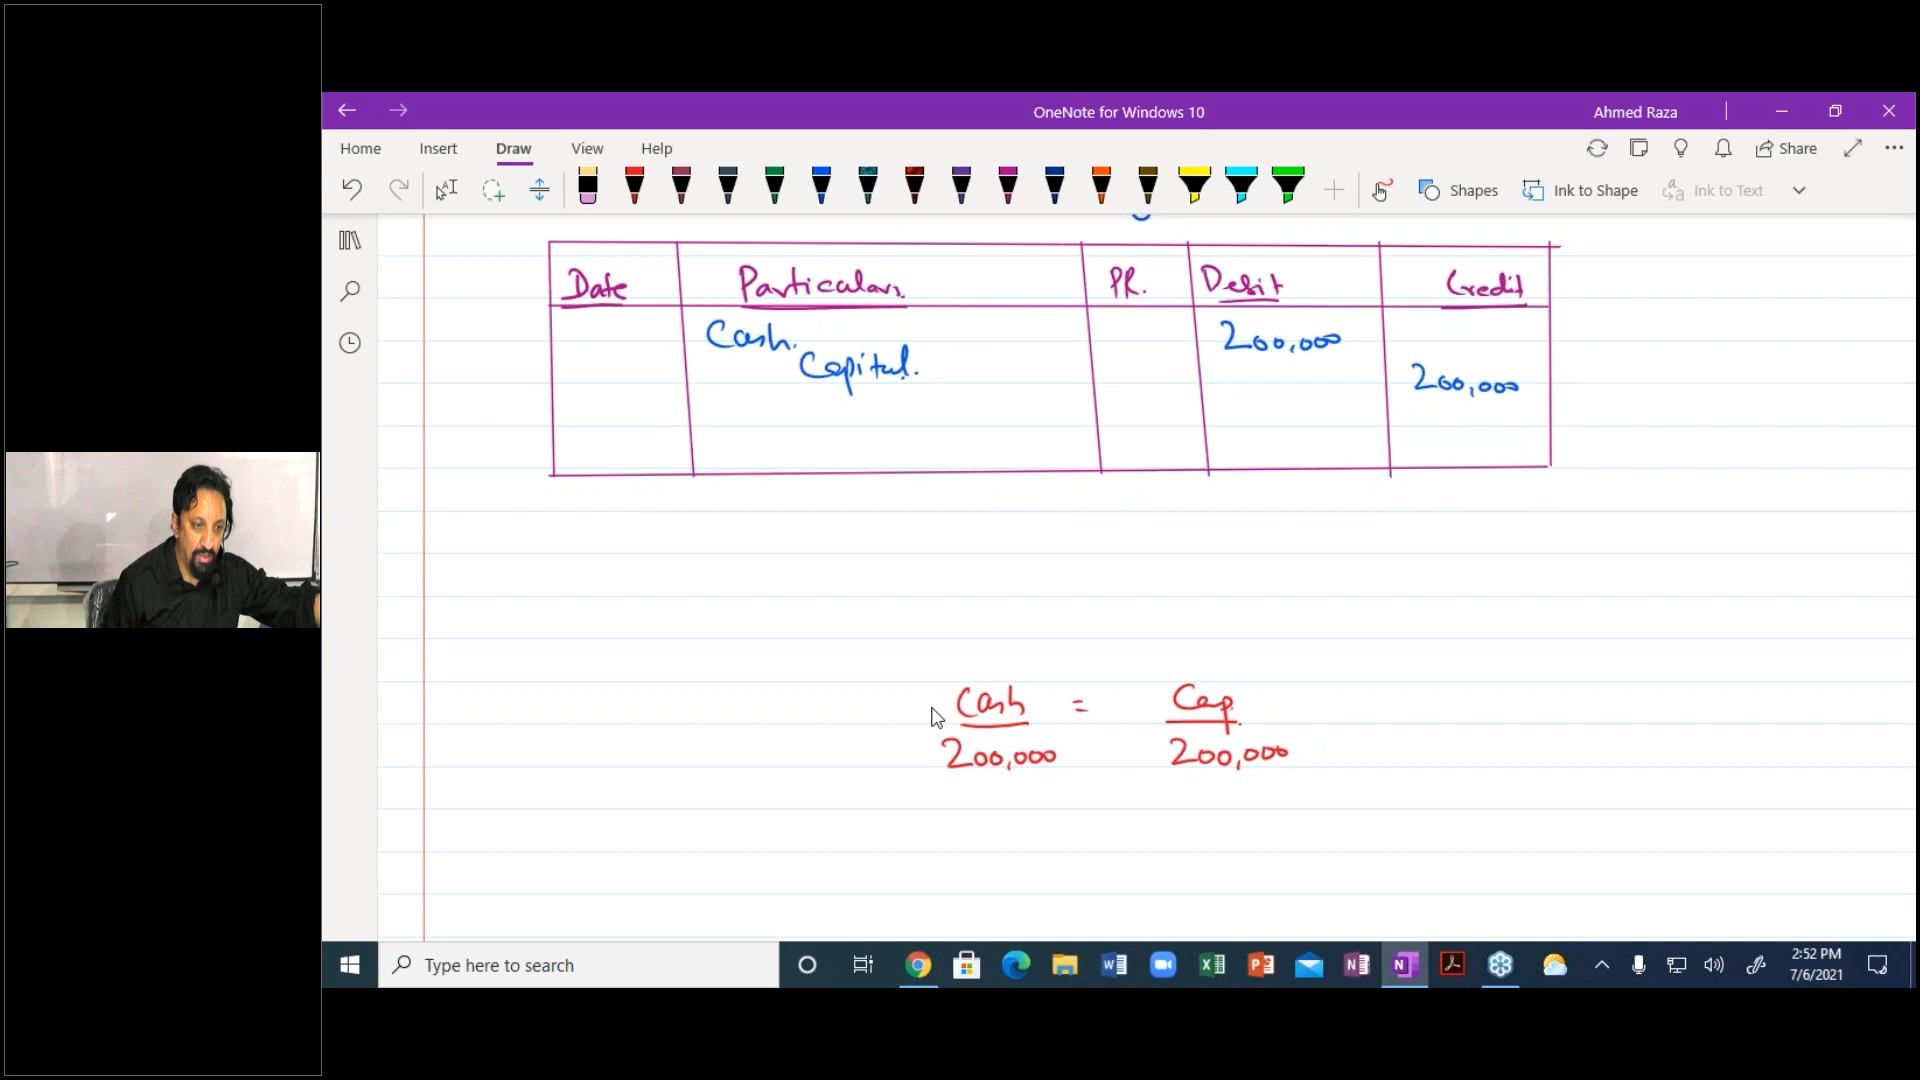 OneNote for Windows 10
Ahmed Raza
Home Insert Draw View Help
Share
Shapes
Ink to Shape
Ink to Text
Date Particulars. PR. Debit Credit
Cash. 200,000
Capital. 200,000
Cash = Cap.
200,000 200,000
Type here to search
2:52 PM
7/6/2021